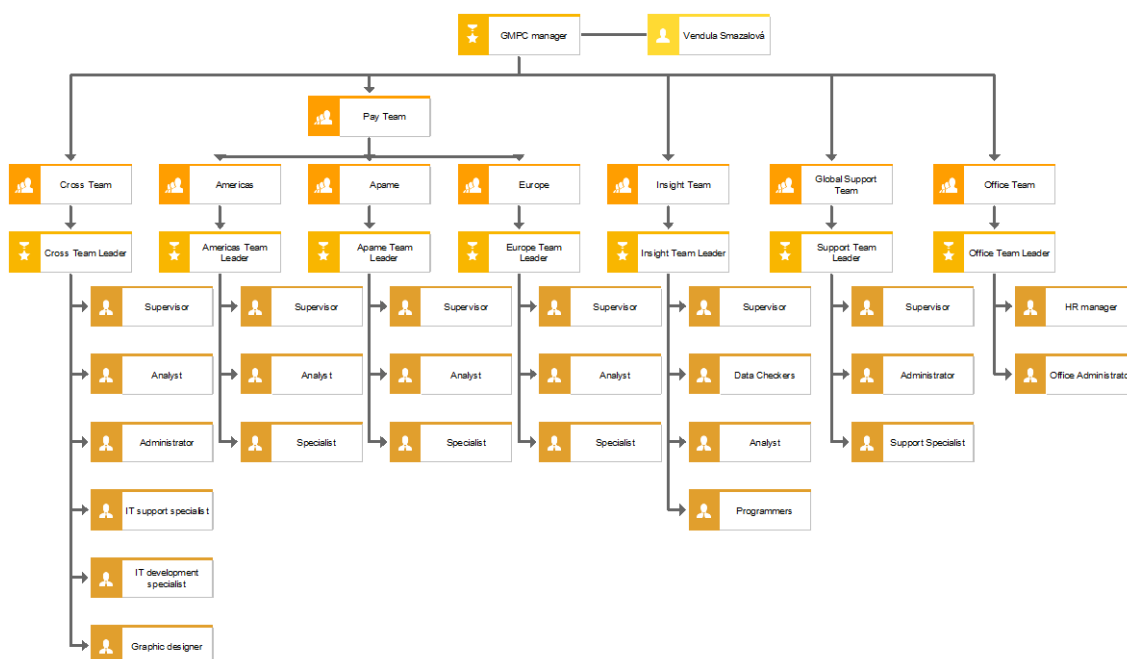 GMPC manager
Vendula Smazalová
Pay Team
Cross Team
Americas
Apame
Europe
Insight Team
Global Support
Team
Office Team
Cross Team Leader
Americas Team
Leader
Apame Team
Leader
Europe Team
Leader
Insight Team Leader
Support Team
Leader
Office Team Leader
Supervisor
Supervisor
Supervisor
Supervisor
Supervisor
Supervisor
HR manager
Analyst
Analyst
Analyst
Analyst
Data Checkers
Administrator
Office Administrator
Administrator
Specialist
Specialist
Specialist
Analyst
Support Specialist
IT support specialist
Programmers
IT development
specialist
Graphic designer